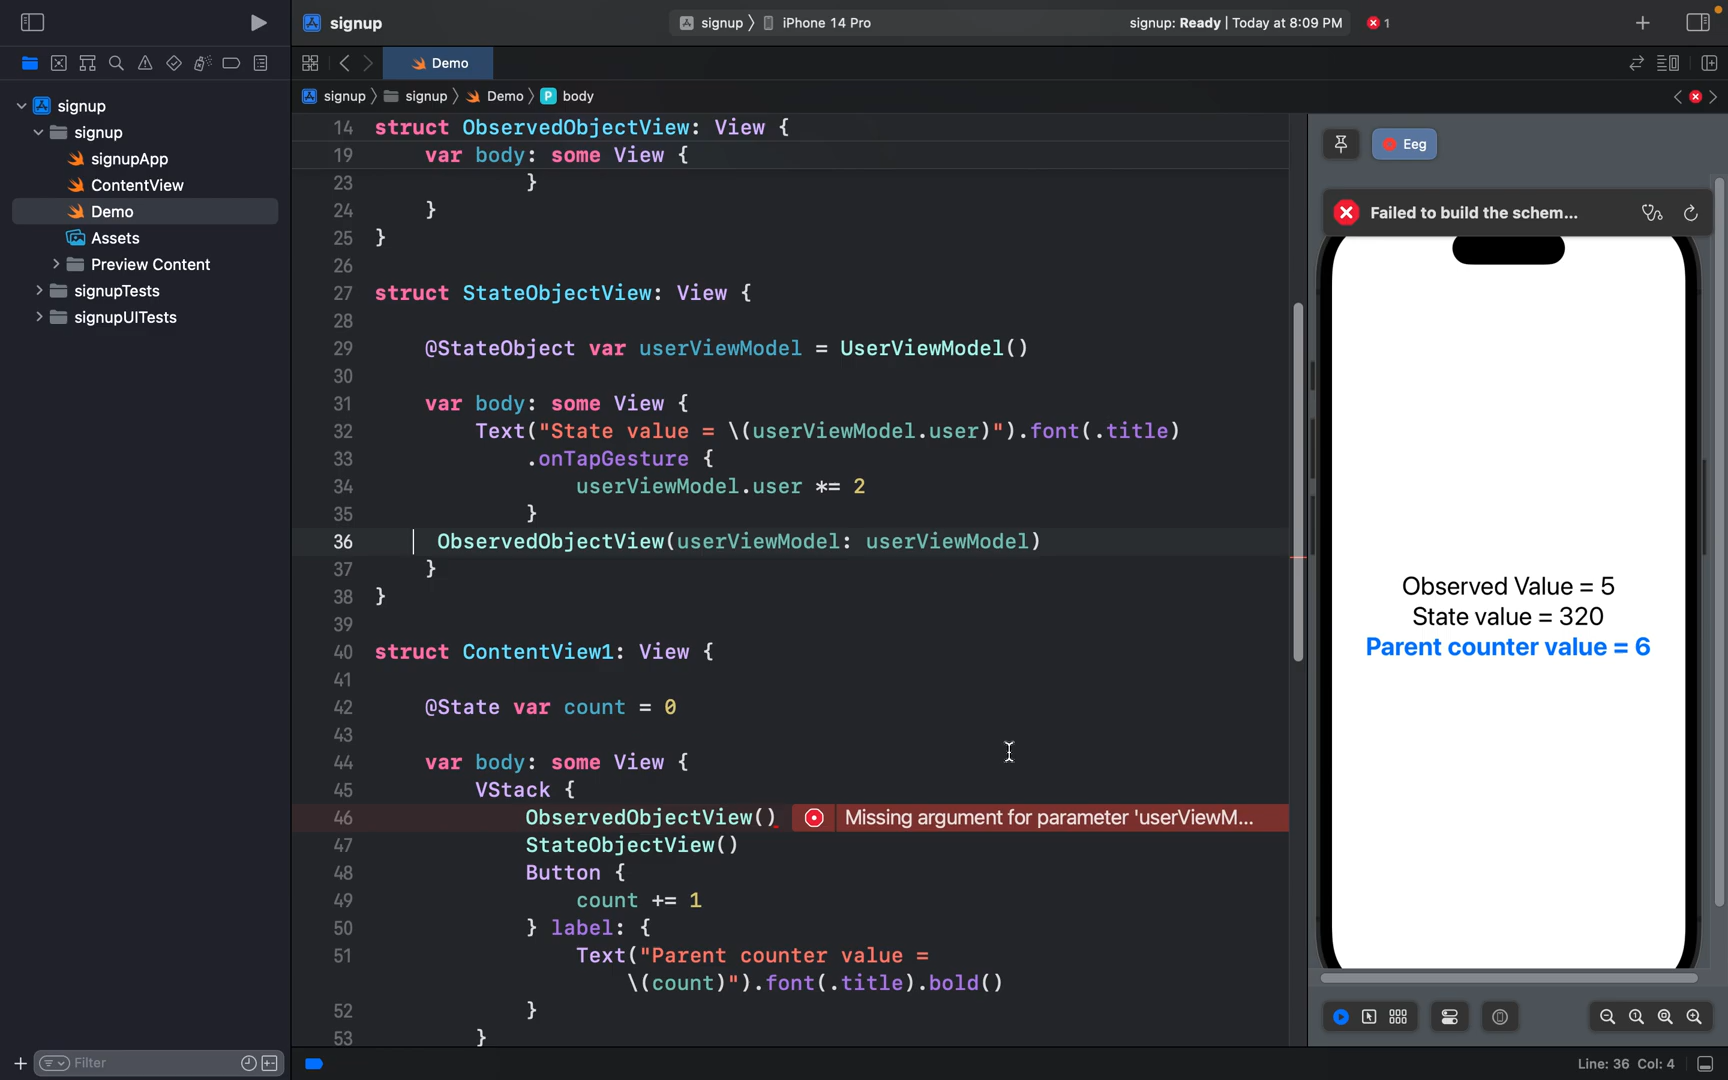 signup
signup
iPhone 14 Pro
signup: Ready | Today at 8:09 PM
1
Demo
signup
signup
Demo
P
body
signup
signup
signupApp
ContentView
Demo
Assets
Preview Content
signupTests
signupUITests
14 struct ObservedObjectView: View {
19 var body: some View {
23 }
24 }
25 }
26
27 struct StateObjectView: View {
28
29 @StateObject var userViewModel = UserViewModel()
30
31 var body: some View {
32 Text("State value = \(userViewModel.user)").font(.title)
33 .onTapGesture {
34 userViewModel.user *= 2
35 }
36 ObservedObjectView(userViewModel: userViewModel)
37 }
38 }
39
40 struct ContentView1: View {
41
42 @State var count = 0
43
44 var body: some View {
45 VStack {
46 ObservedObjectView() Missing argument for parameter 'userViewM...
47 StateObjectView()
48 Button {
49 count += 1
50 } label: {
51 Text("Parent counter value =
\(count)").font(.title).bold()
52 }
53 }
Eeg
Failed to build the schem...
Observed Value = 5
State value = 320
Parent counter value = 6
Filter
Line: 36 Col: 4